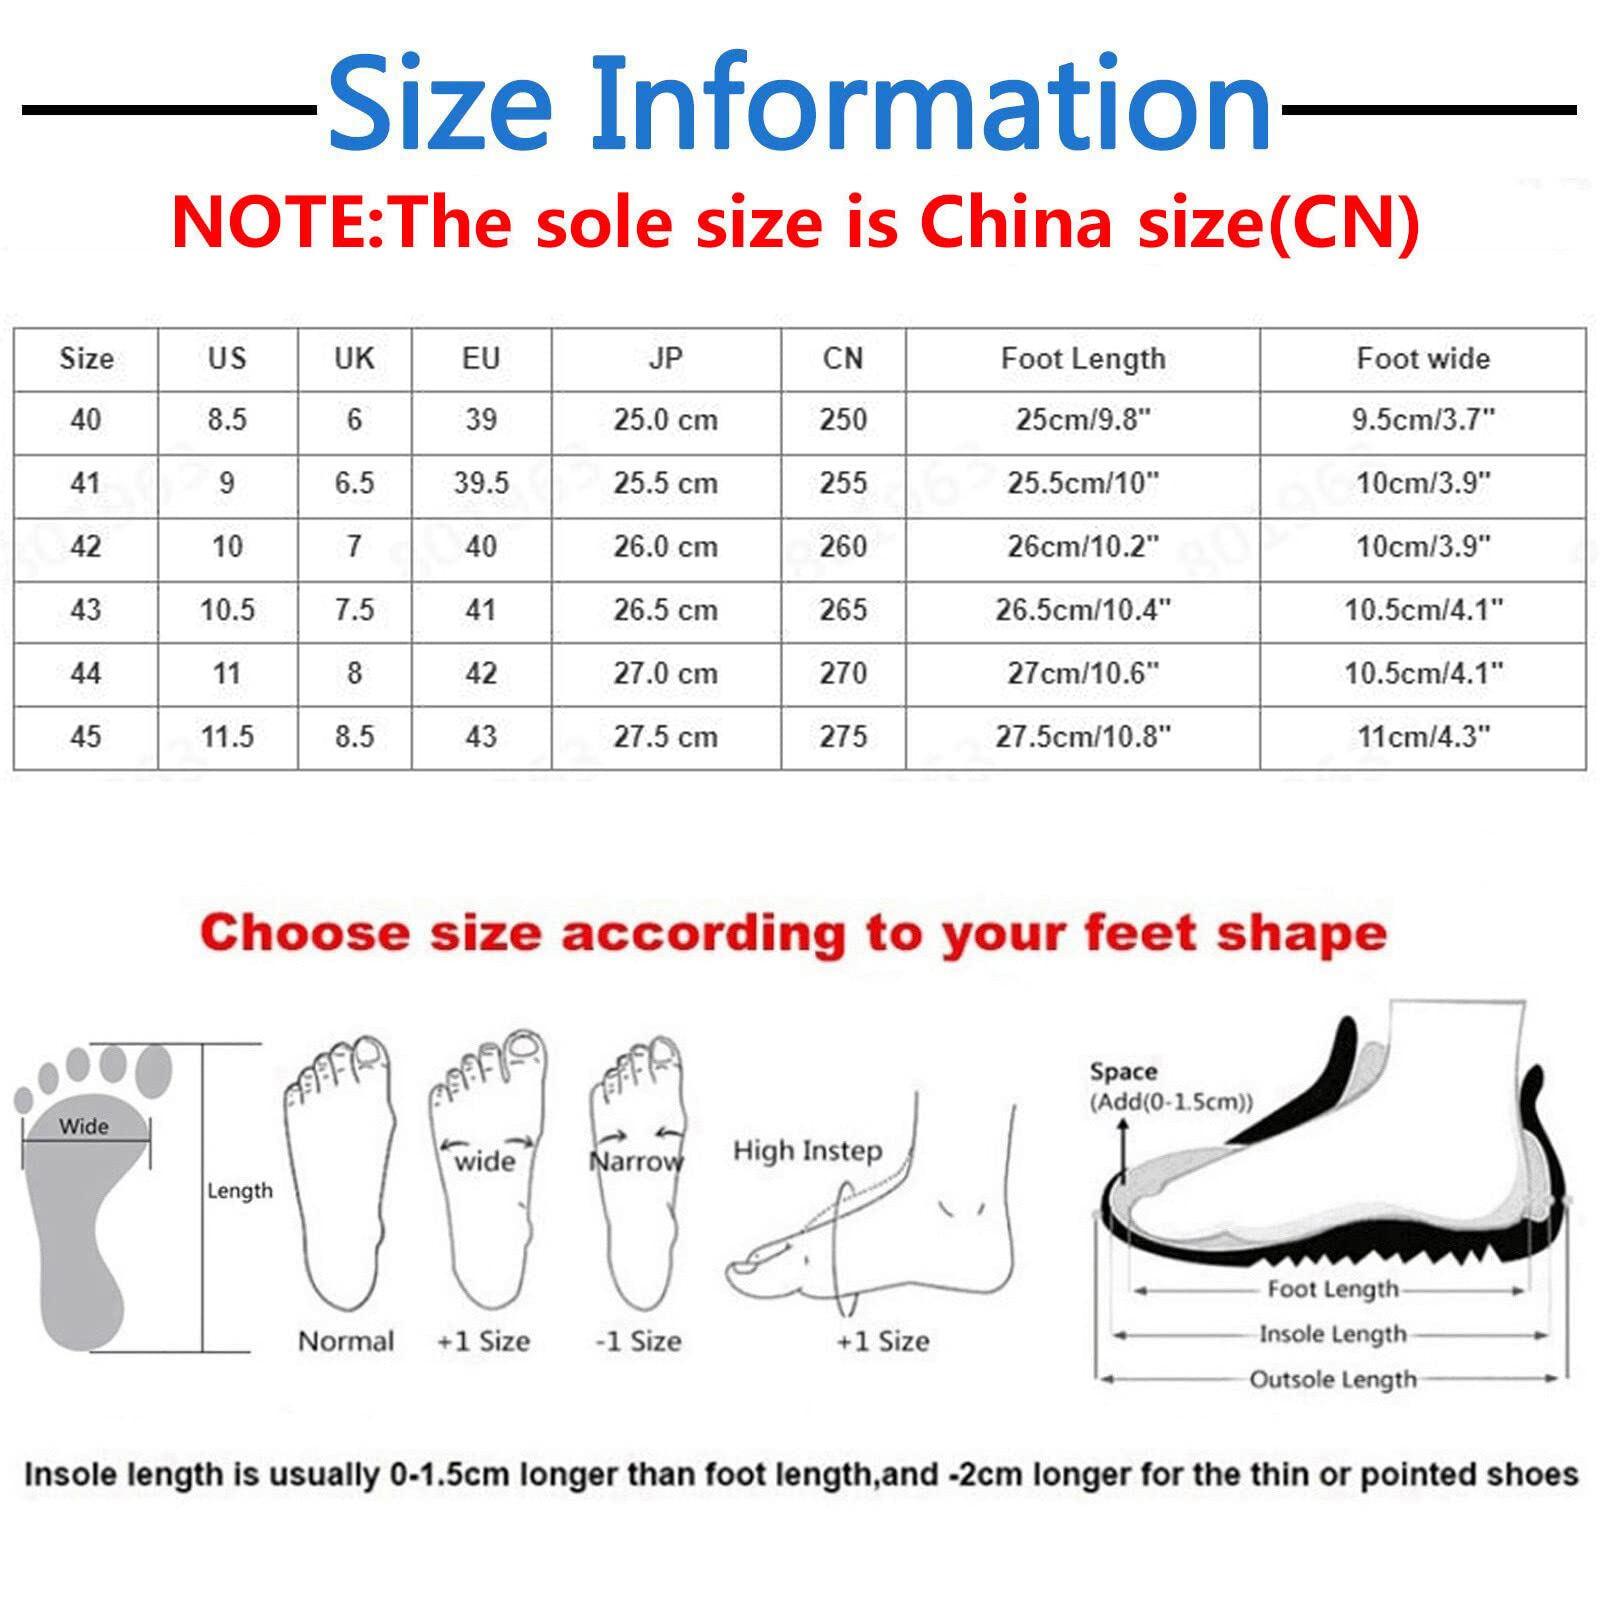 Size Information
NOTE:The sole size is China size(CN)
Size US UK EU JP CN Foot Length Foot wide
40 8.5 6 39 25.0 cm 250 25cm/9.8" 9.5cm/3.7"
41 9 6.5 39.5 25.5 cm 255 25.5cm/10" 10cm/3.9"
42 10 7 40 26.0 cm 260 26cm/10.2" 10cm/3.9"
43 10.5 7.5 41 26.5 cm 265 26.5cm/10.4" 10.5cm/4.1"
44 11 8 42 27.0 cm 270 27cm/10.6" 10.5cm/4.1"
45 11.5 8.5 43 27.5 cm 275 27.5cm/10.8" 11cm/4.3"
Choose size according to your feet shape
Wide
Length
Normal
wide
+1 Size
Narrow
-1 Size
High Instep
+1 Size
Space
(Add(0-1.5cm))
Foot Length
Insole Length
Outsole Length
Insole length is usually 0-1.5cm longer than foot length,and -2cm longer for the thin or pointed shoes